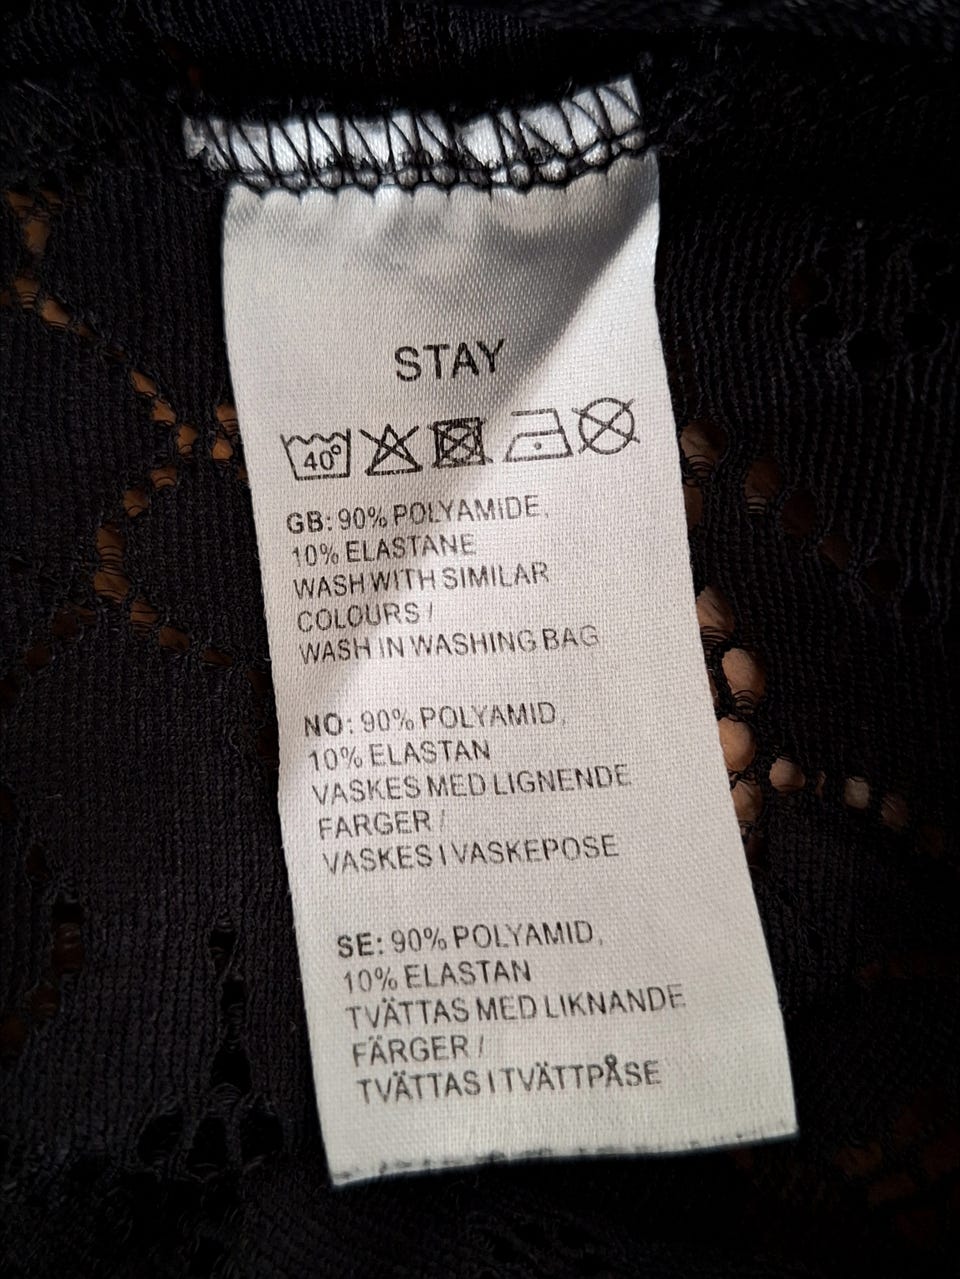 STAY
40°
GB: 90% POLYAMIDE,
10% ELASTANE
WASH WITH SIMILAR
COLOURS /
WASH IN WASHING BAG
NO: 90% POLYAMID,
10% ELASTAN
VASKES MED LIGNENDE
FARGER /
VASKES I VASKEPOSE
SE: 90% POLYAMID,
10% ELASTAN
TVÄTTAS MED LIKNANDE
FÄRGER /
TVÄTTAS I TVÄTTPÅSE